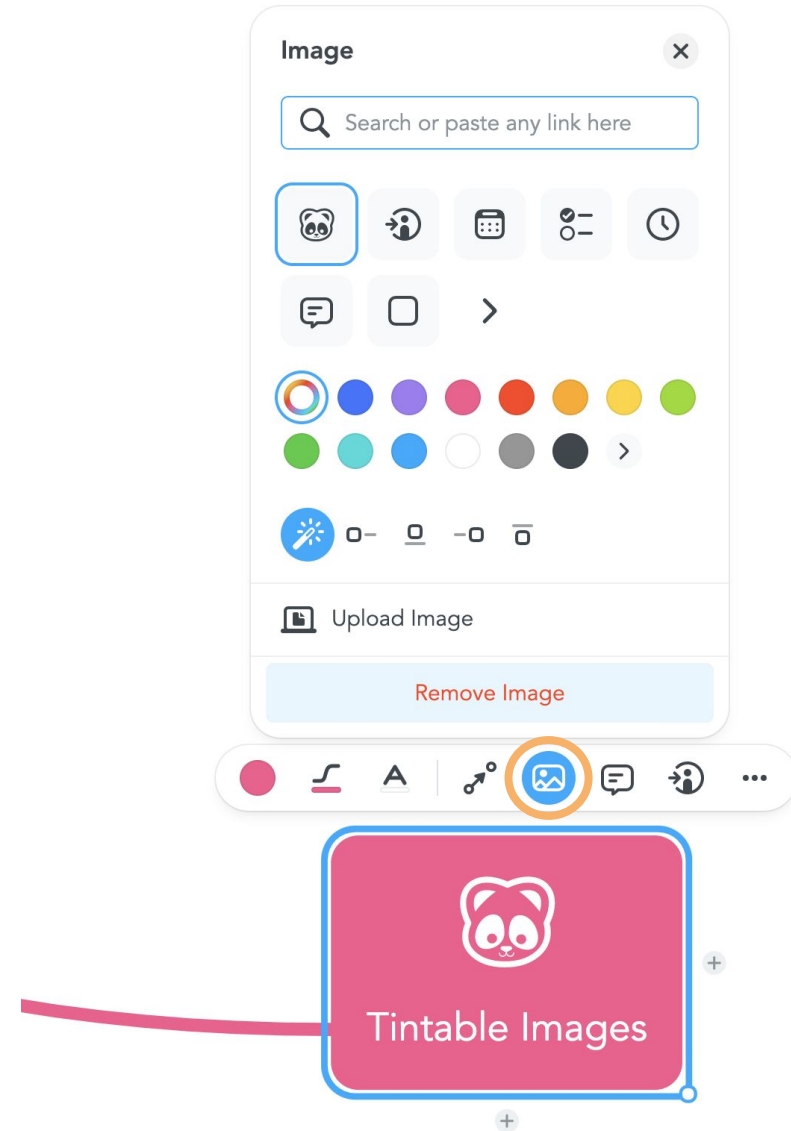 Image
Search or paste any link here
Upload Image
Remove Image
A
Tintable Images